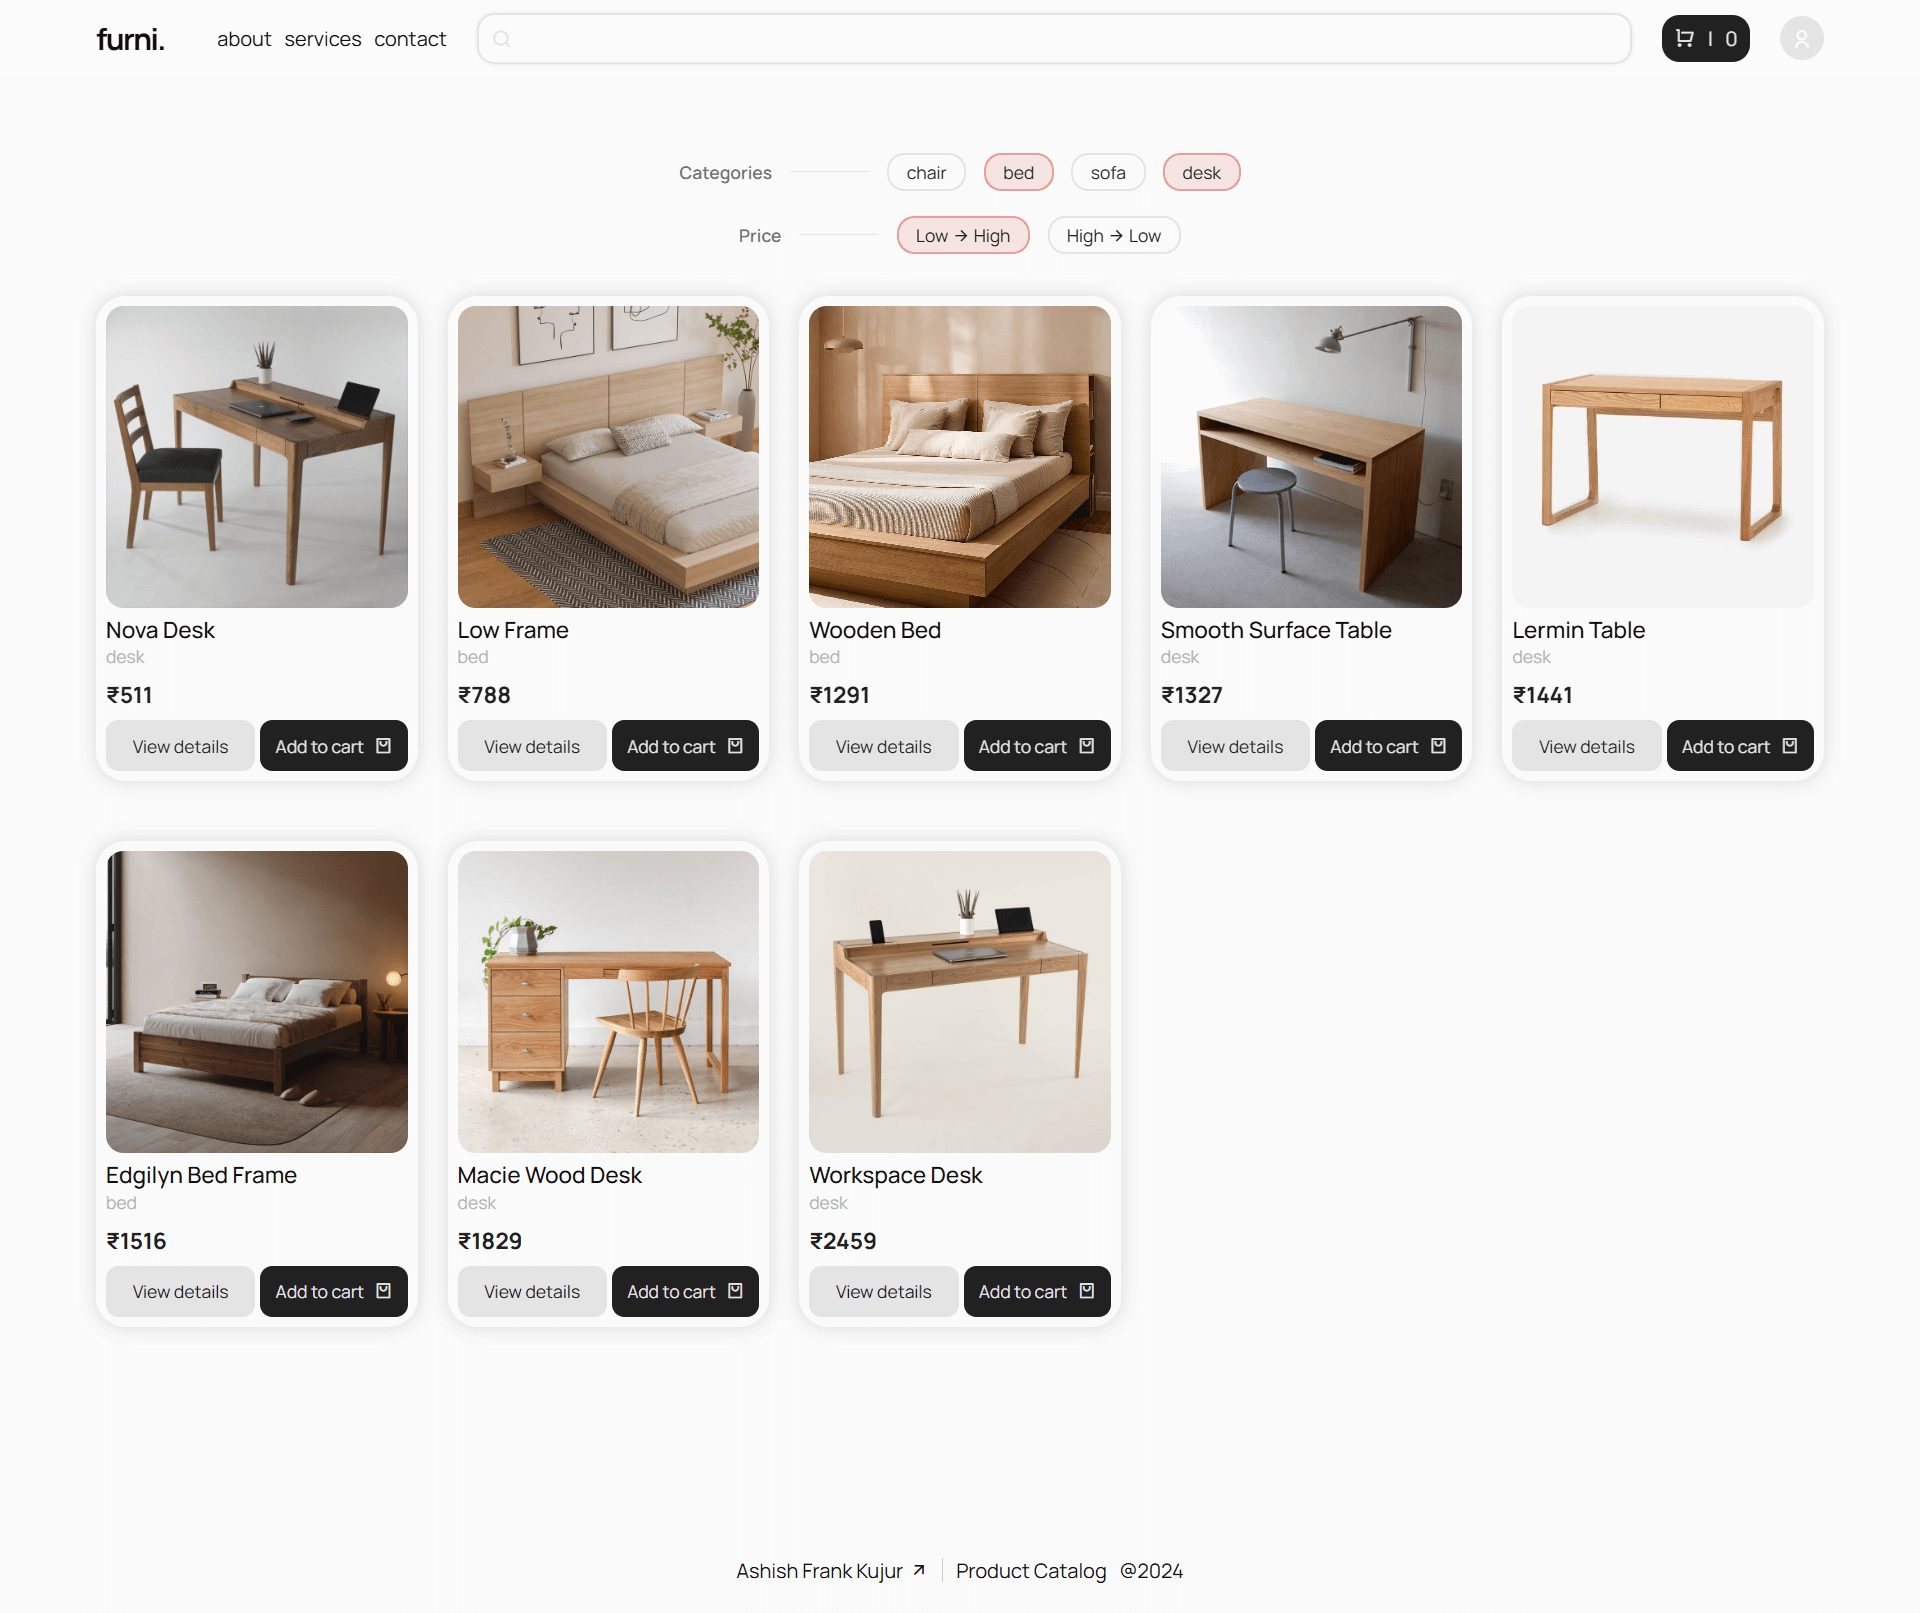 furni. about services contact | 0
Categories chair bed sofa desk
Price Low → High High → Low
Nova Desk
desk
₹511
View details Add to cart
Low Frame
bed
₹788
View details Add to cart
Wooden Bed
bed
₹1291
View details Add to cart
Smooth Surface Table
desk
₹1327
View details Add to cart
Lermin Table
desk
₹1441
View details Add to cart
Edgilyn Bed Frame
bed
₹1516
View details Add to cart
Macie Wood Desk
desk
₹1829
View details Add to cart
Workspace Desk
desk
₹2459
View details Add to cart
Ashish Frank Kujur Product Catalog @2024